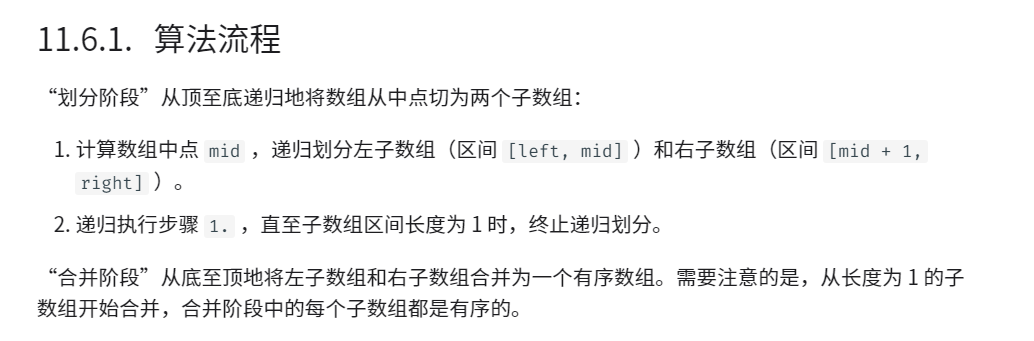 11.6.1. 算法流程
“划分阶段”从顶至底递归地将数组从中点切为两个子数组：
1. 计算数组中点 mid ，递归划分左子数组（区间 [left, mid] ）和右子数组（区间 [mid + 1,
right] ）。
2. 递归执行步骤 1. ，直至子数组区间长度为 1 时，终止递归划分。
“合并阶段”从底至顶地将左子数组和右子数组合并为一个有序数组。需要注意的是，从长度为 1 的子
数组开始合并，合并阶段中的每个子数组都是有序的。